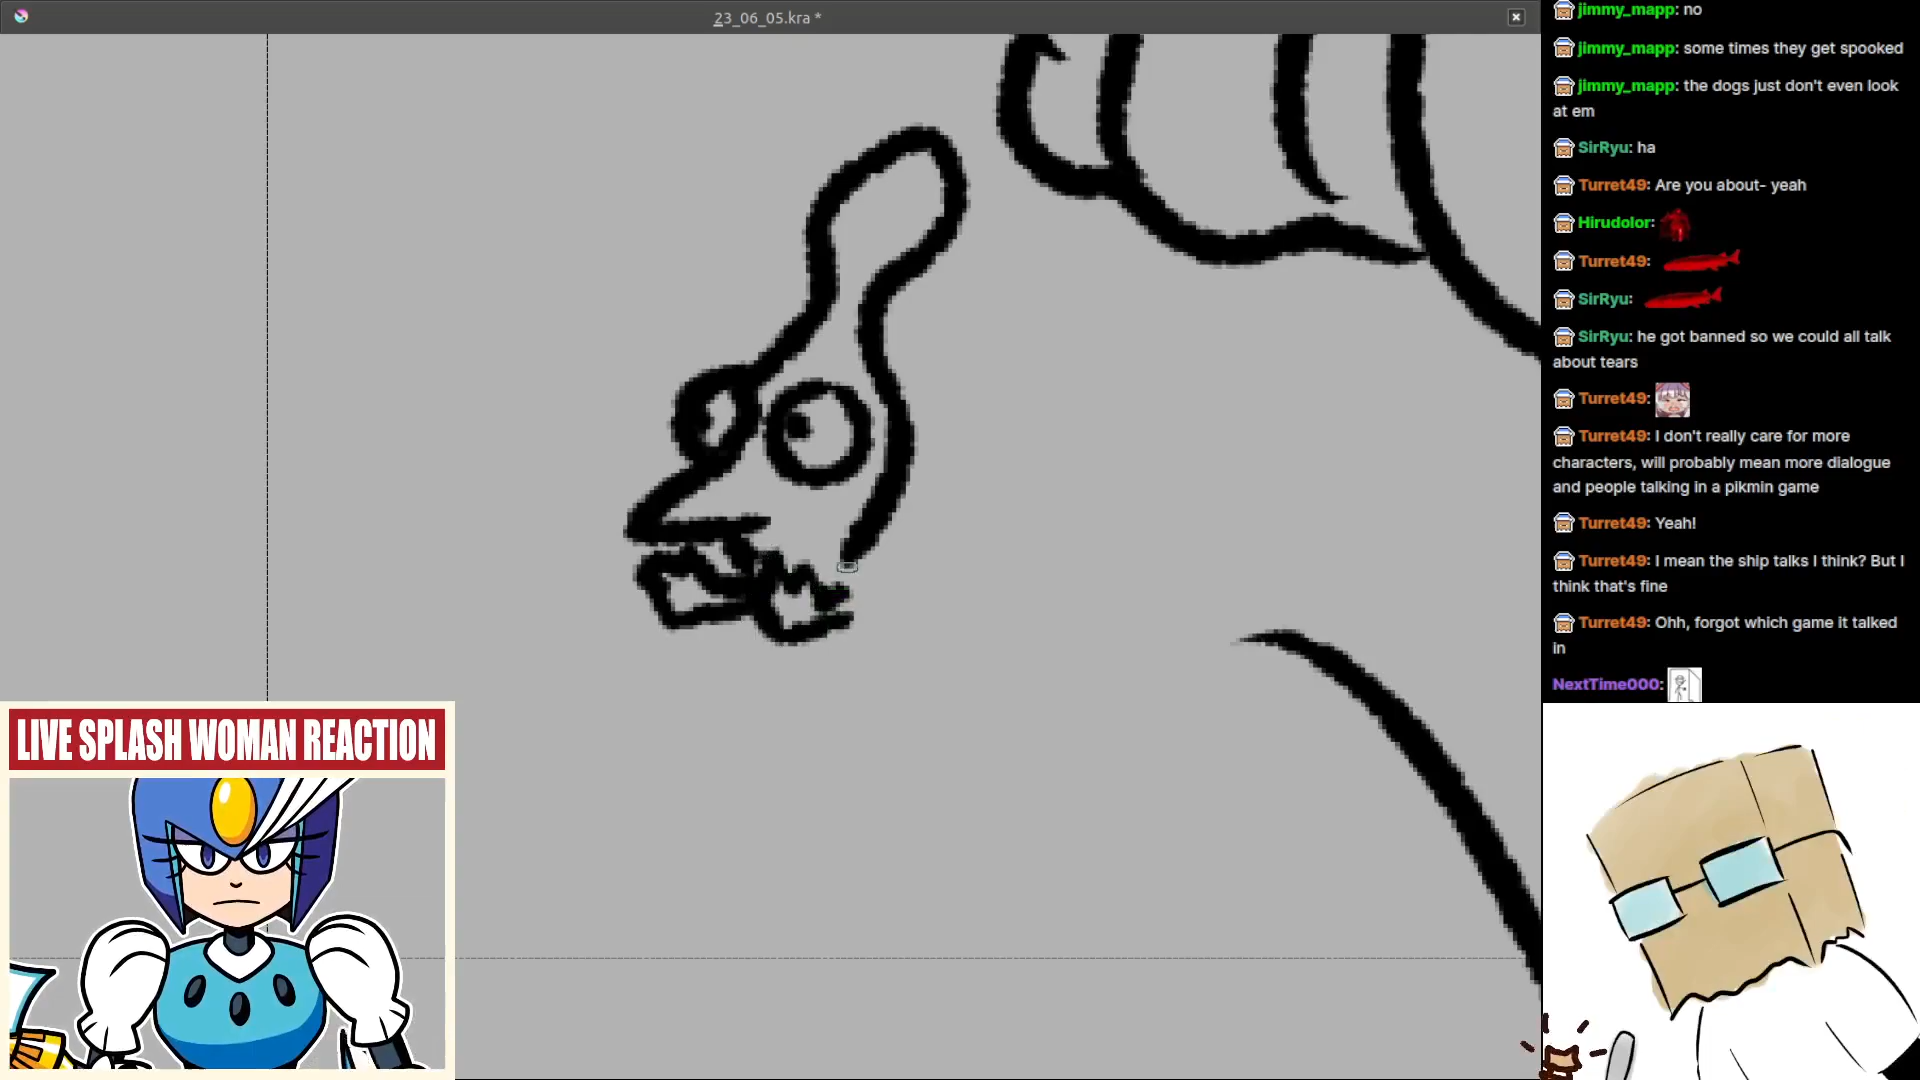 23_06_05.kra *
jimmy_mapp: no
jimmy_mapp: some times they get spooked
jimmy_mapp: the dogs just don't even look
at em
SirRyu: ha
Turret49: Are you about- yeah
Hirudolor:
Turret49:
SirRyu:
SirRyu: he got banned so we could all talk
about tears
Turret49:
Turret49: I don't really care for more
characters, will probably mean more dialogue
and people talking in a pikmin game
Turret49: Yeah!
Turret49: I mean the ship talks I think? But I
think that's fine
Turret49: Ohh, forgot which game it talked
in
NextTime000:
LIVE SPLASH WOMAN REACTION